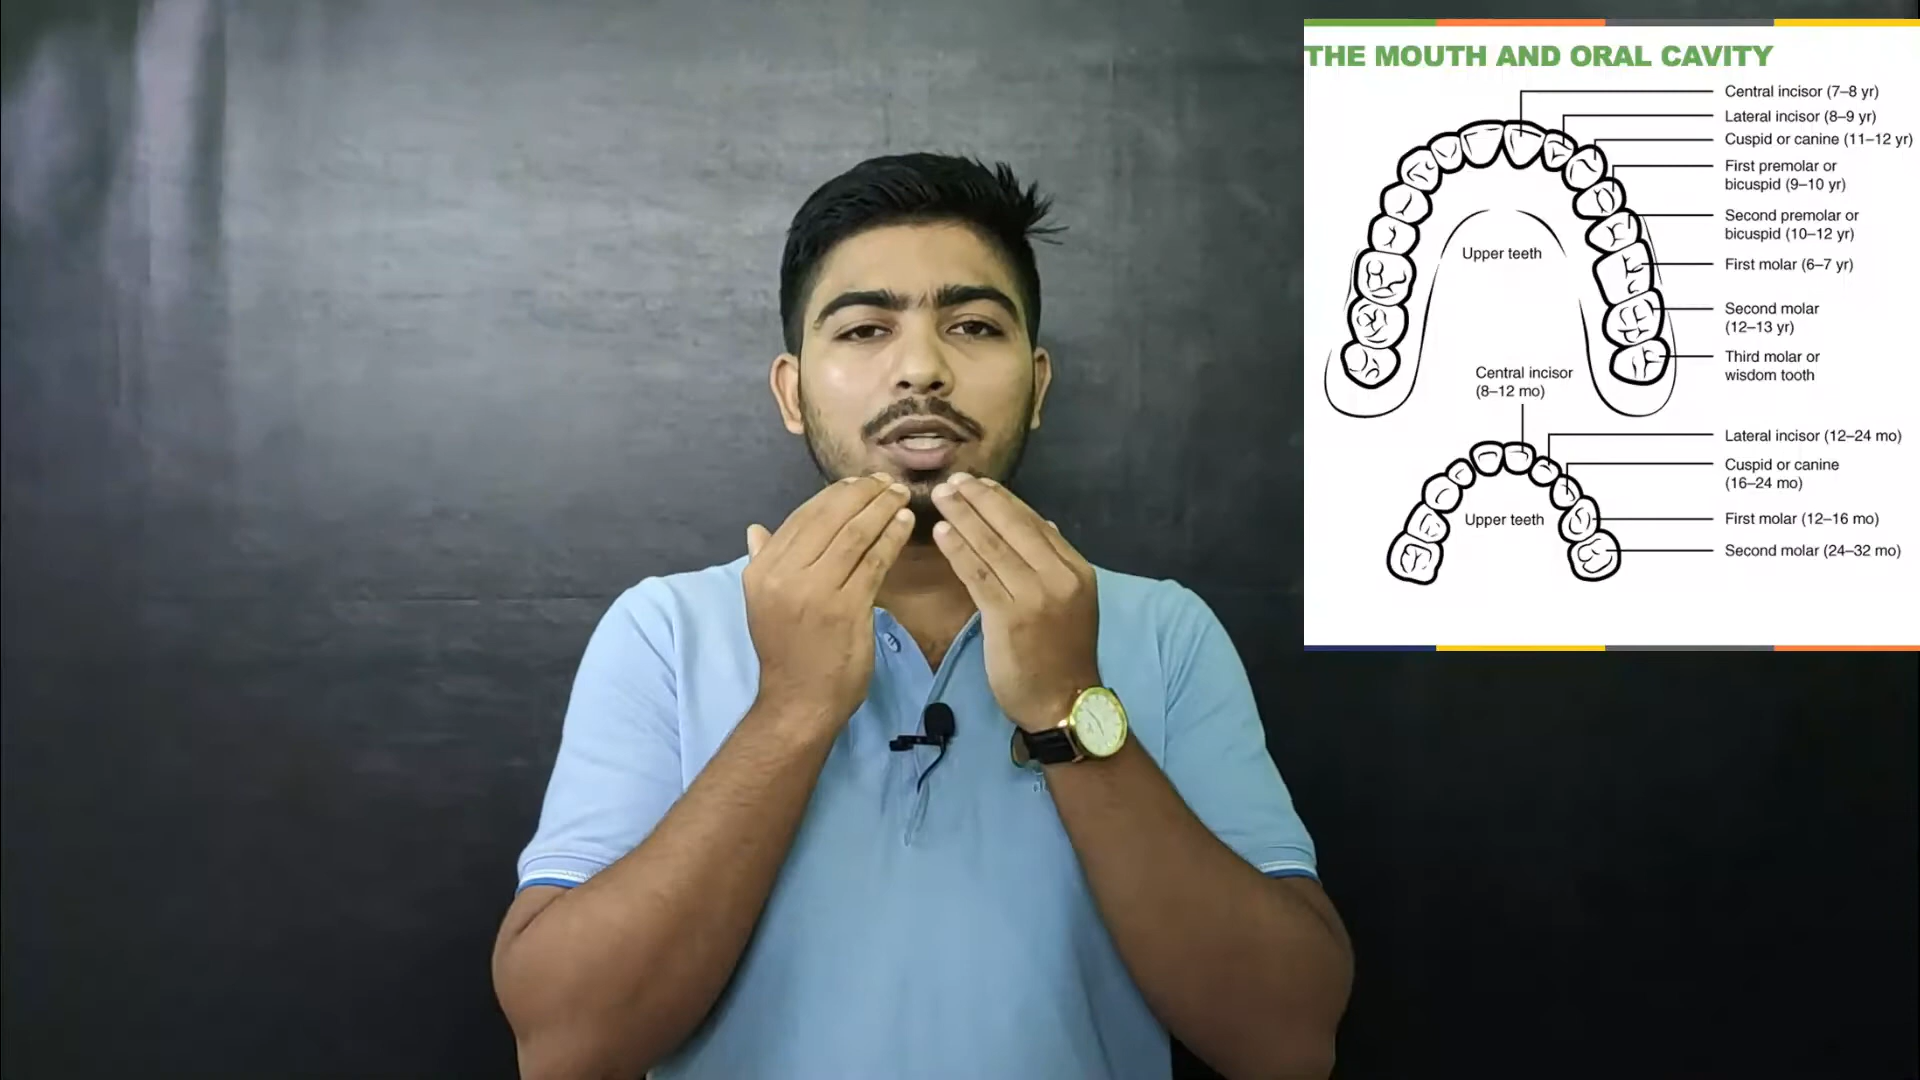 THE MOUTH AND ORAL CAVITY
Central incisor (7–8 yr)
Lateral incisor (8–9 yr)
Cuspid or canine (11–12 yr)
First premolar or
bicuspid (9–10 yr)
Second premolar or
bicuspid (10–12 yr)
Upper teeth
First molar (6–7 yr)
Second molar
(12–13 yr)
Third molar or
wisdom tooth
Central incisor
(8–12 mo)
Lateral incisor (12–24 mo)
Cuspid or canine
(16–24 mo)
Upper teeth
First molar (12–16 mo)
Second molar (24–32 mo)